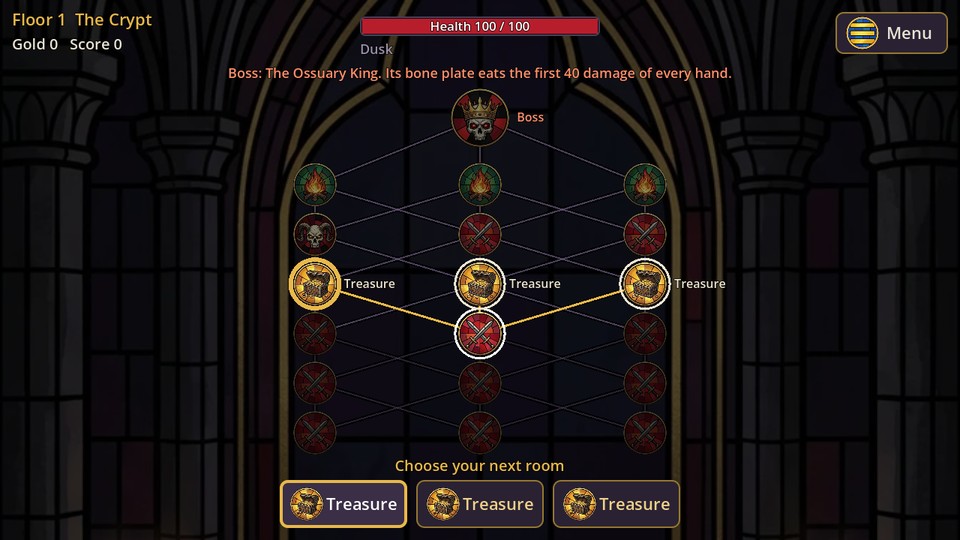 Floor 1 The Crypt
Gold 0 Score 0
Health 100 / 100
Dusk
Menu
Boss: The Ossuary King. Its bone plate eats the first 40 damage of every hand.
Boss
Treasure
Treasure
Treasure
Choose your next room
Treasure
Treasure
Treasure